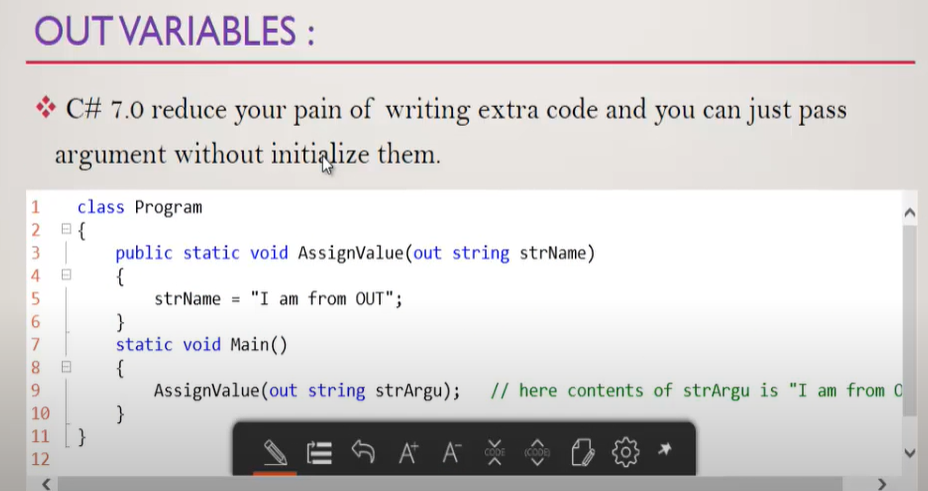 OUT VARIABLES :
❖ C# 7.0 reduce your pain of writing extra code and you can just pass
argument without initialize them.
1 class Program
2 {
3 public static void AssignValue(out string strName)
4 {
5 strName = "I am from OUT";
6 }
7 static void Main()
8 {
9 AssignValue(out string strArgu); // here contents of strArgu is "I am from O
10 }
11 }
12
A+ A- CODE (CODE)